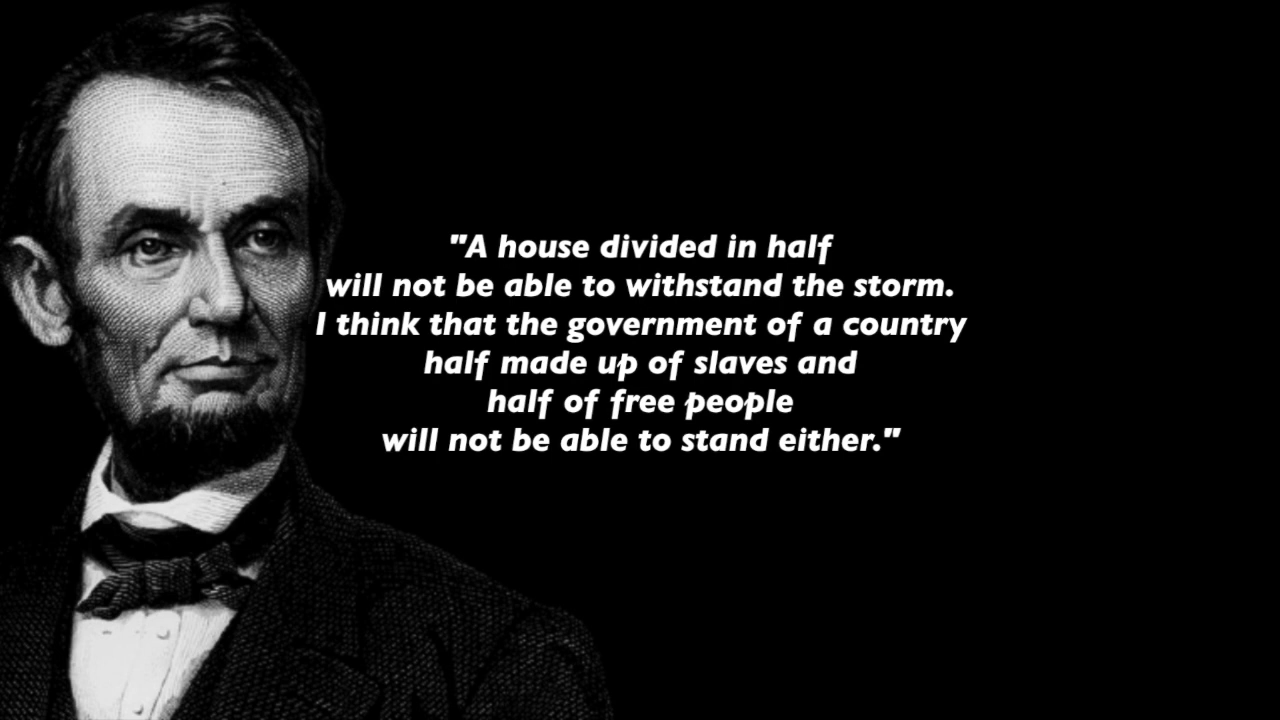 "A house divided in half
will not be able to withstand the storm.
I think that the government of a country
half made up of slaves and
half of free people
will not be able to stand either."